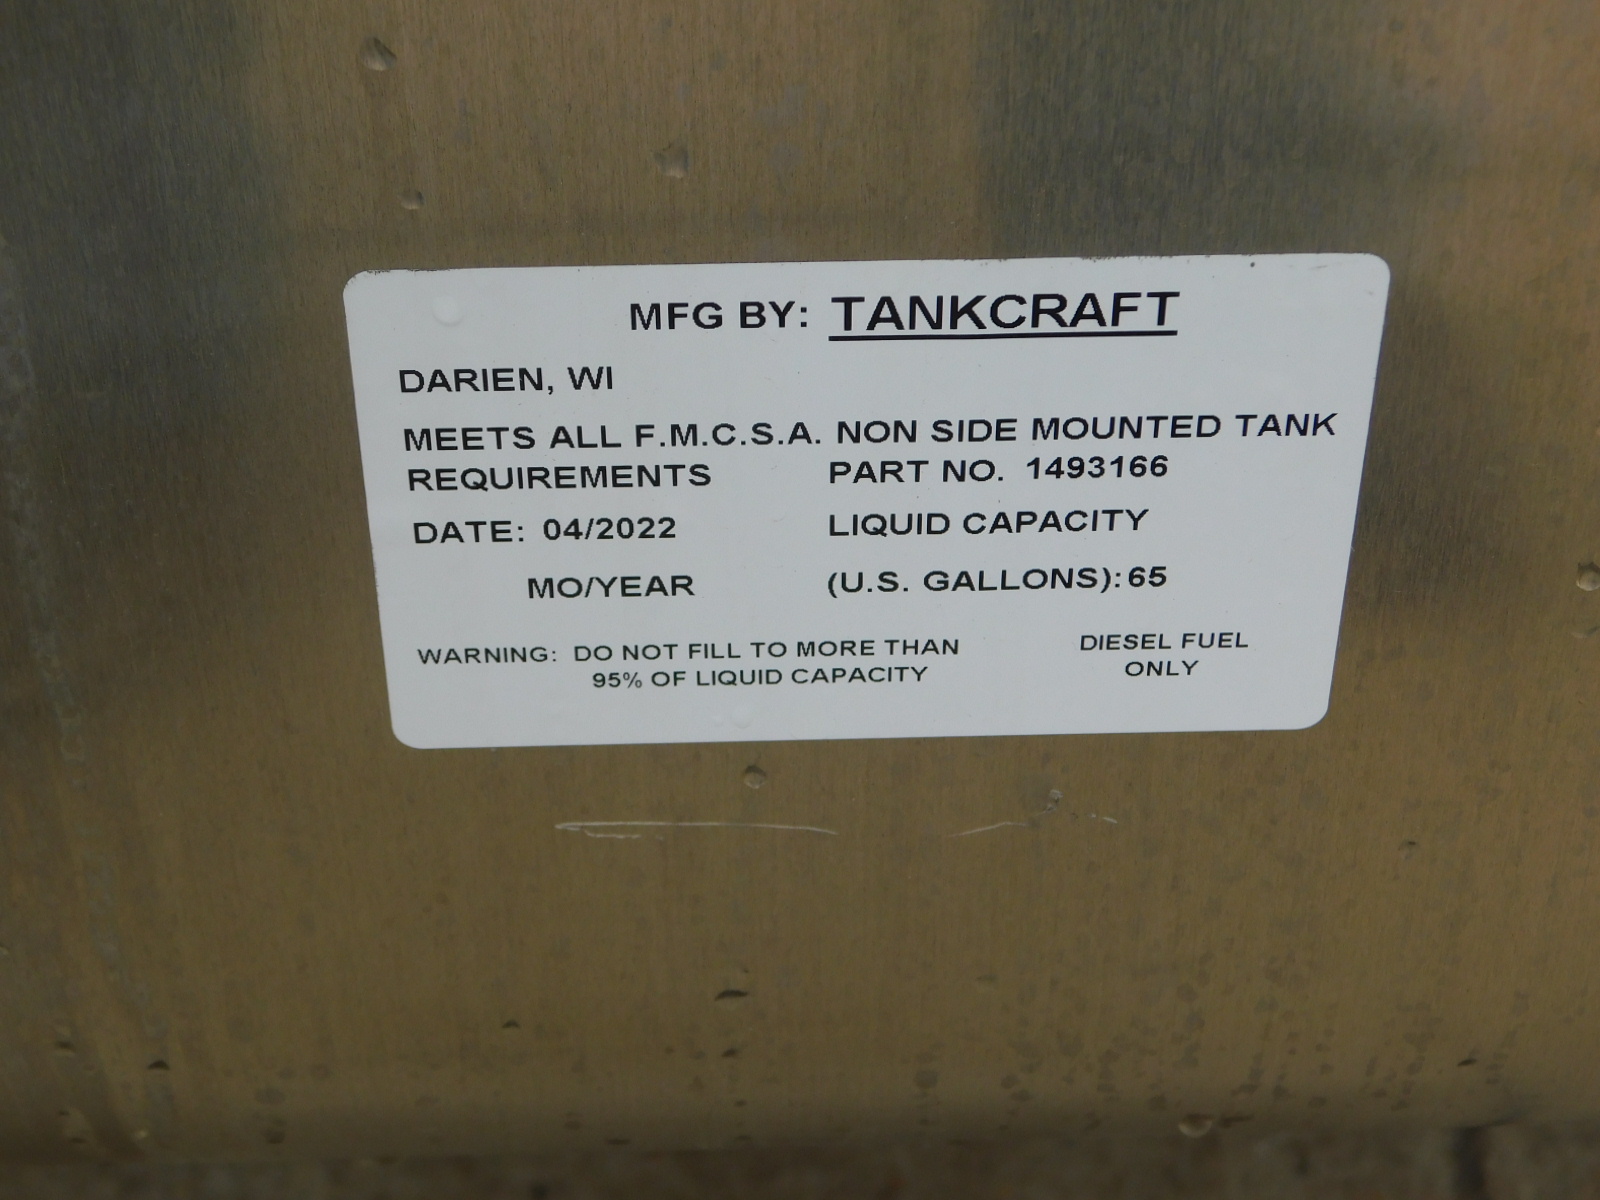 MFG BY: TANKCRAFT
DARIEN, WI
MEETS ALL F.M.C.S.A. NON SIDE MOUNTED TANK
REQUIREMENTS PART NO. 1493166
DATE: 04/2022 LIQUID CAPACITY
MO/YEAR (U.S. GALLONS): 65
WARNING: DO NOT FILL TO MORE THAN DIESEL FUEL
95% OF LIQUID CAPACITY ONLY